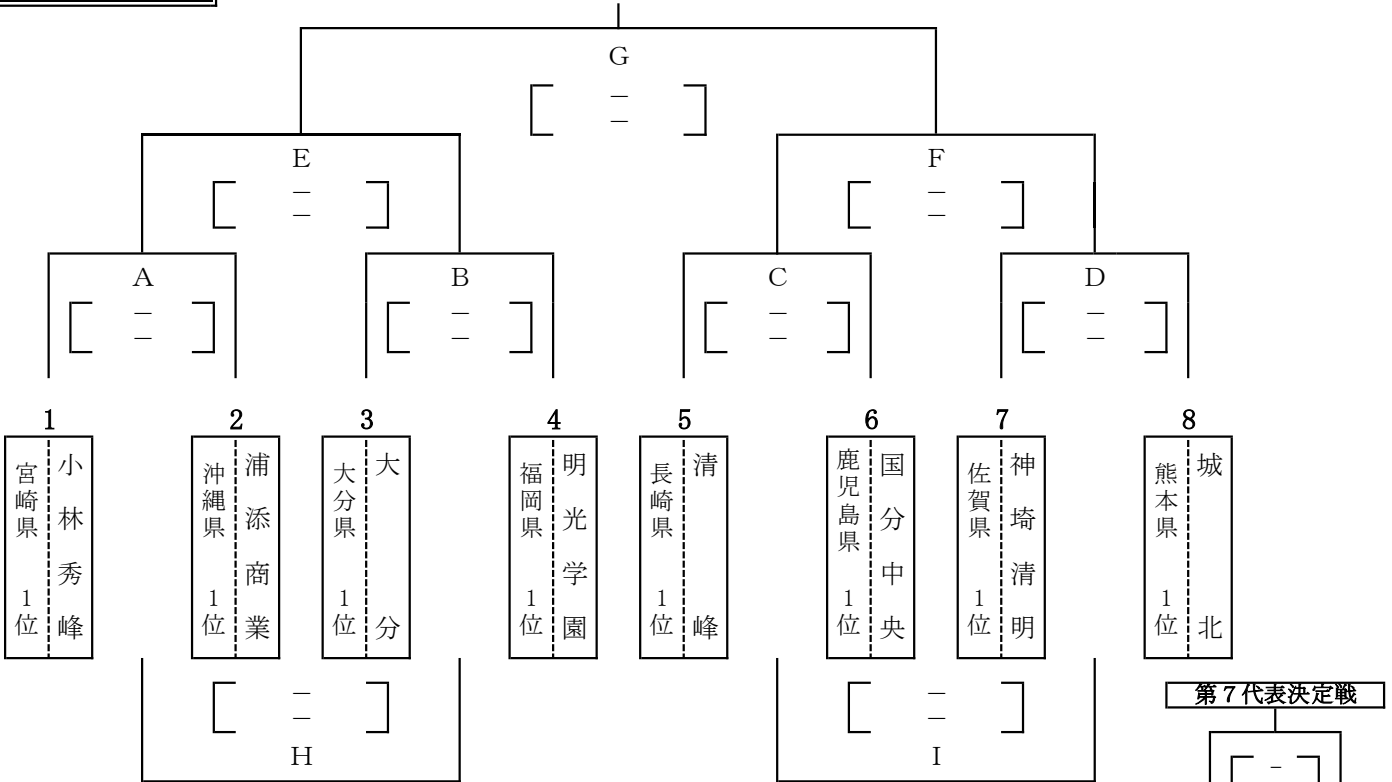 G
－
－
E
－
－
F
－
－
A
－
－
B
－
－
C
－
－
D
－
－
1
2
3
4
5
6
7
8
宮崎県 1位
小林秀峰
沖縄県 1位
浦添商業
大分県 1位
大分
福岡県 1位
明光学園
長崎県 1位
清峰
鹿児島県 1位
国分中央
佐賀県 1位
神埼清明
熊本県 1位
城北
－
－
H
－
－
I
第７代表決定戦
-